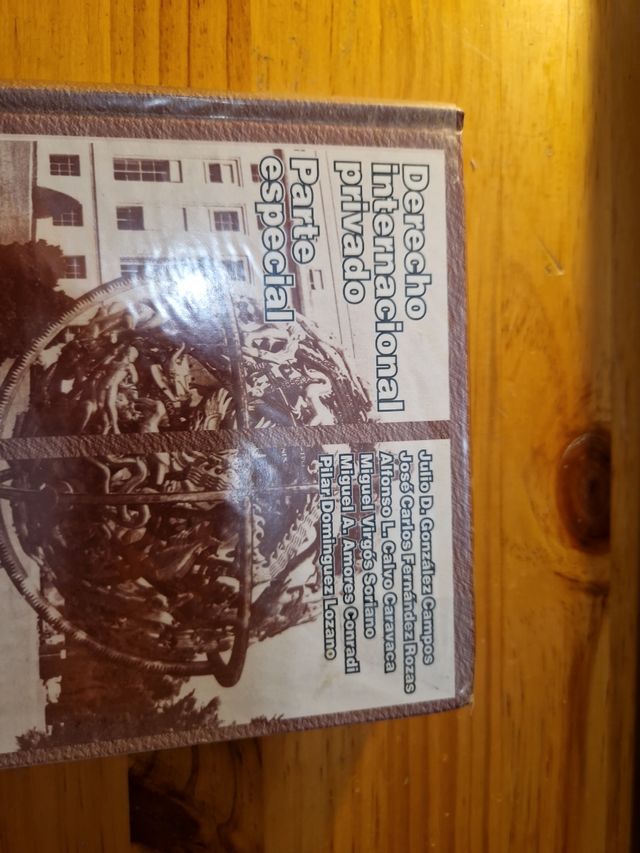 Derecho
internacional
privado
Parte
especial
Julio D. González Campos
José Carlos Fernández Rozas
Alfonso L. Calvo Caravaca
Miguel Virgós Soriano
Miguel A. Amores Conradi
Pilar Domínguez Lozano